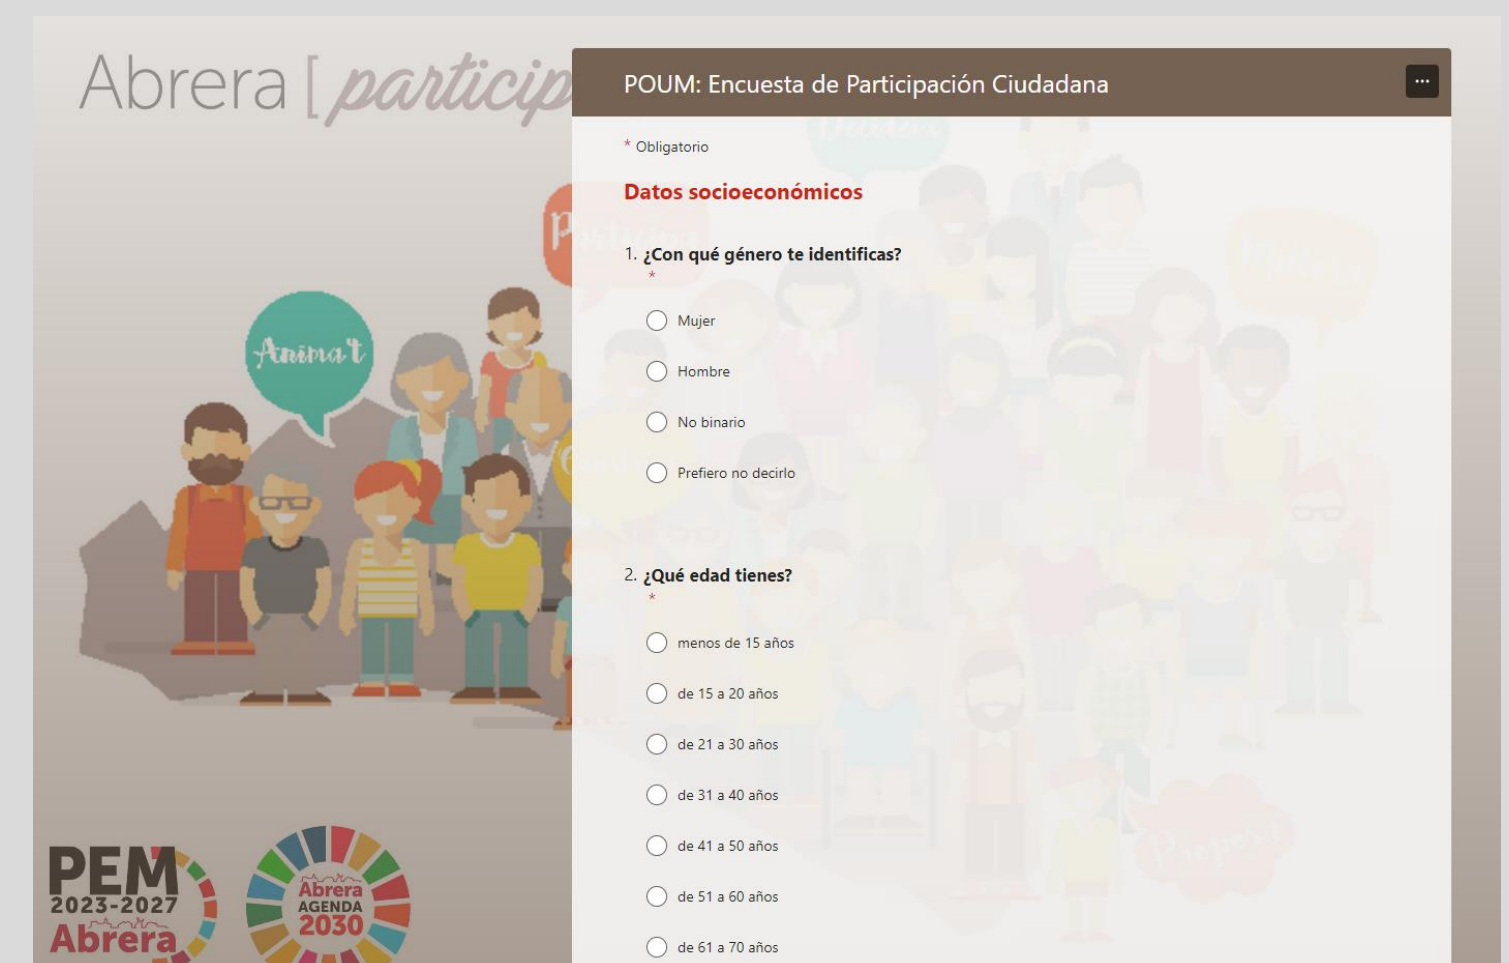 Abrera [ particip
POUM: Encuesta de Participación Ciudadana
...
* Obligatorio
Datos socioeconómicos
1. ¿Con qué género te identificas?
*
Mujer
Hombre
No binario
Prefiero no decirlo
2. ¿Qué edad tienes?
*
menos de 15 años
de 15 a 20 años
de 21 a 30 años
de 31 a 40 años
de 41 a 50 años
de 51 a 60 años
de 61 a 70 años
Anima't
PEM
2023-2027
Abrera
Abrera
AGENDA
2030